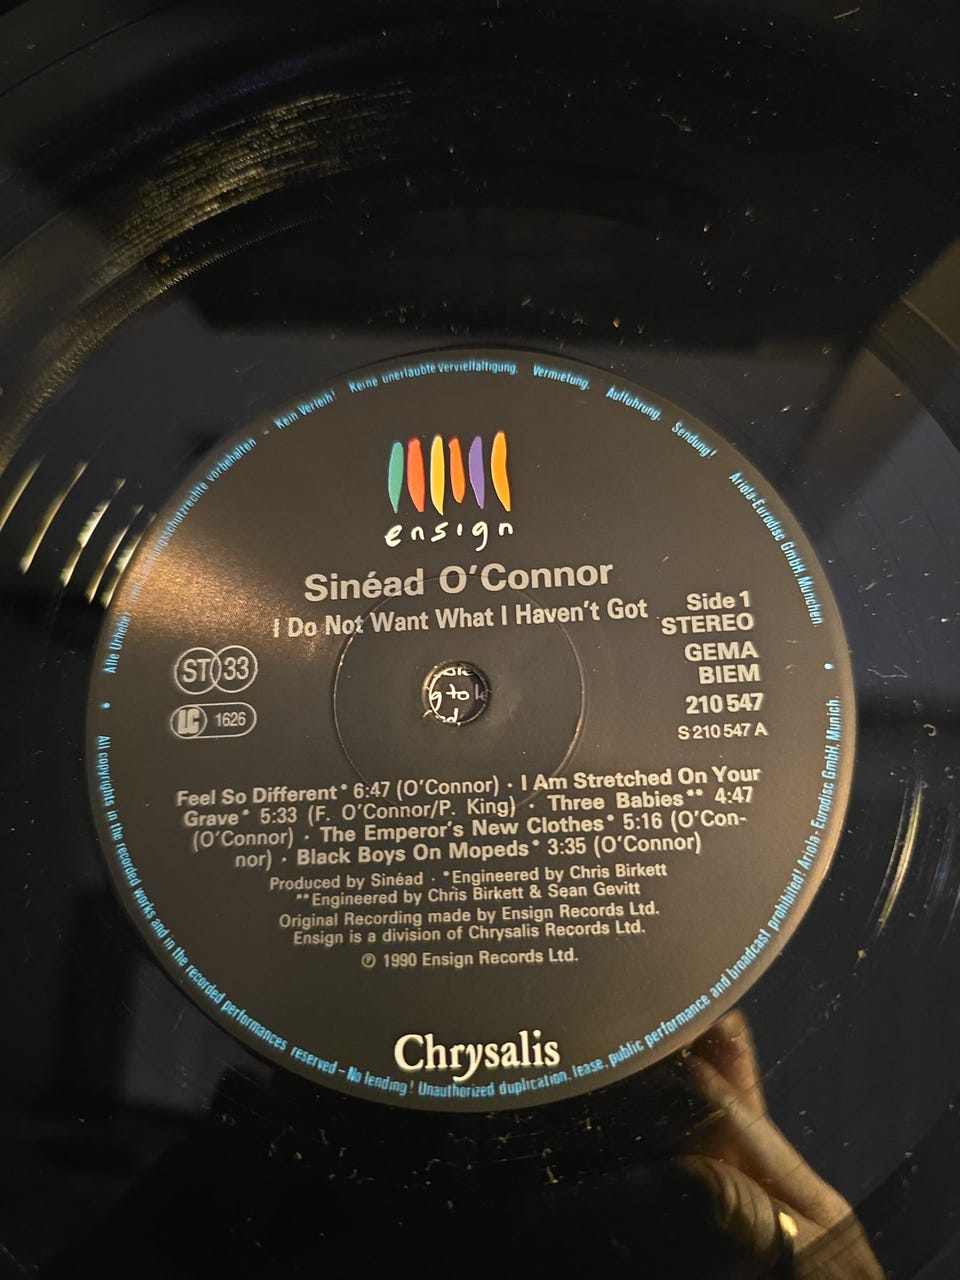 Alle Urheber- und Leistungsschutzrechte vorbehalten - Kein Verleih! Keine unerlaubte Vervielfältigung, Vermietung, Aufführung, Sendung! Ariola-Eurodisc GmbH, München
ensign
Sinéad O'Connor
I Do Not Want What I Haven't Got
Side 1
STEREO
ST 33
GEMA
BIEM
LC 1626
210 547
S 210 547 A
Feel So Different* 6:47 (O'Connor) · I Am Stretched On Your
Grave* 5:33 (F. O'Connor/P. King) · Three Babies** 4:47
(O'Connor) · The Emperor's New Clothes* 5:16 (O'Con-
nor) · Black Boys On Mopeds* 3:35 (O'Connor)
Produced by Sinéad · *Engineered by Chris Birkett
**Engineered by Chris Birkett & Sean Gevitt
Original Recording made by Ensign Records Ltd.
Ensign is a division of Chrysalis Records Ltd.
℗ 1990 Ensign Records Ltd.
Chrysalis
All copyrights in the recorded works and in the recorded performances reserved – No lending! Unauthorized duplication, lease, public performance and broadcast prohibited! Ariola-Eurodisc GmbH, Munich.